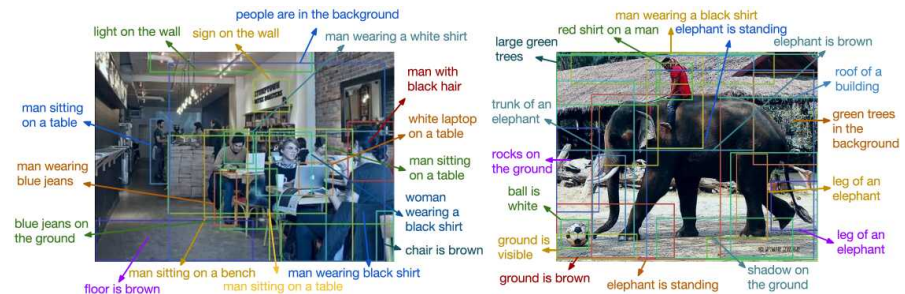 people are in the background
light on the wall
sign on the wall
man wearing a white shirt
man sitting
on a table
man wearing
blue jeans
blue jeans on
the ground
floor is brown
man sitting on a bench
man sitting on a table
man wearing black shirt
man with
black hair
white laptop
on a table
man sitting
on a table
woman
wearing a
black shirt
chair is brown
man wearing a black shirt
red shirt on a man
elephant is standing
large green
trees
elephant is brown
trunk of an
elephant
rocks on
the ground
ball is
white
ground is
visible
ground is brown
elephant is standing
shadow on
the ground
roof of a
building
green trees
in the
background
leg of an
elephant
leg of an
elephant